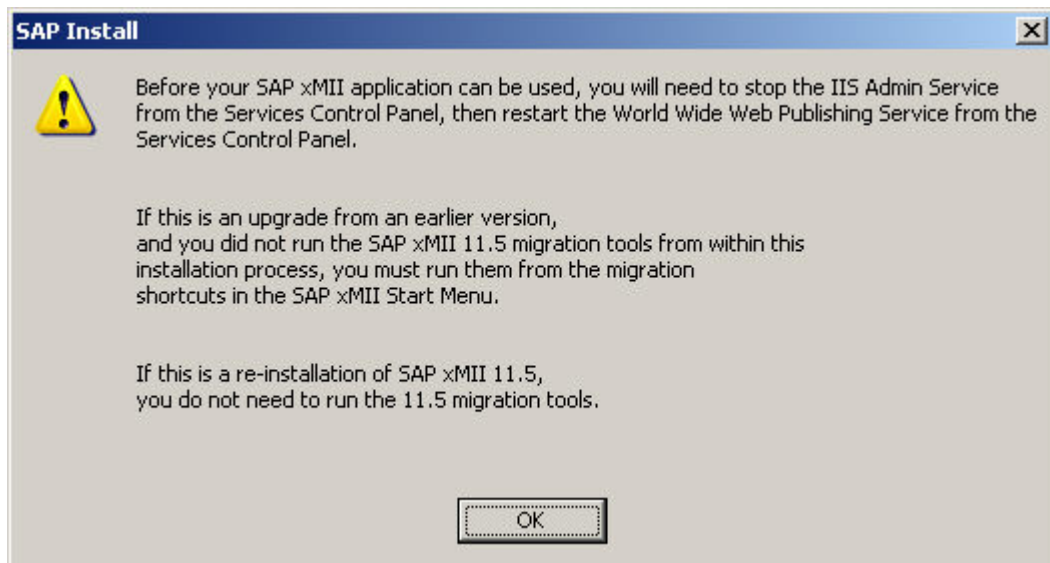 SAP Install
Before your SAP xMII application can be used, you will need to stop the IIS Admin Service
from the Services Control Panel, then restart the World Wide Web Publishing Service from the
Services Control Panel.
If this is an upgrade from an earlier version,
and you did not run the SAP xMII 11.5 migration tools from within this
installation process, you must run them from the migration
shortcuts in the SAP xMII Start Menu.
If this is a re-installation of SAP xMII 11.5,
you do not need to run the 11.5 migration tools.
OK